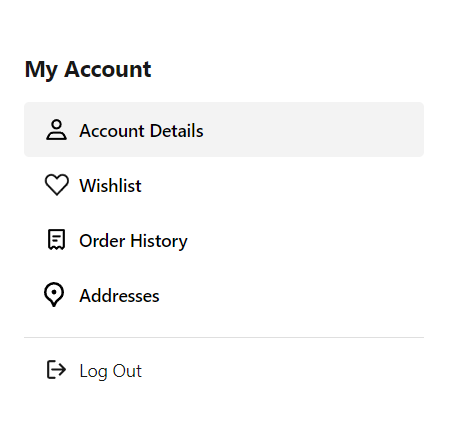 My Account
Account Details
Wishlist
Order History
Addresses
Log Out